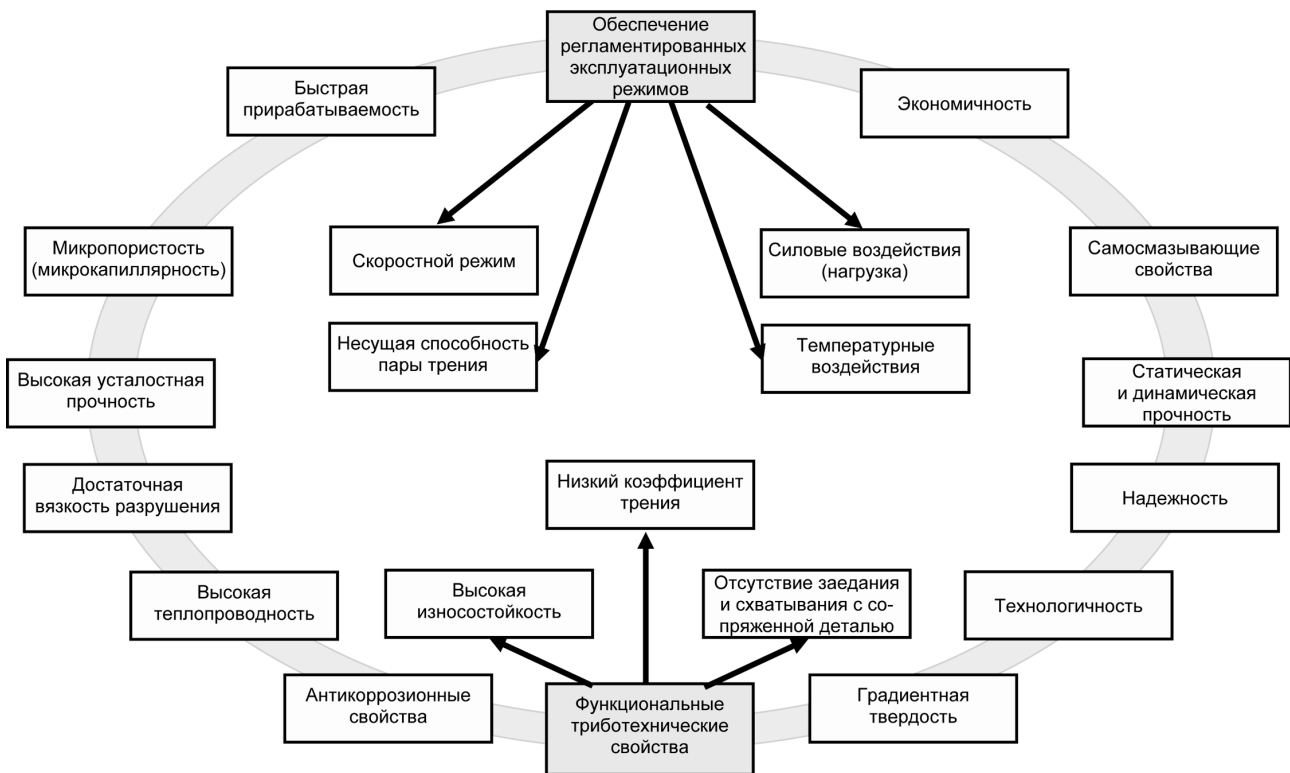 Обеспечение
регламентированных
эксплуатационных
режимов
Быстрая
прирабатываемость
Экономичность
Микропористость
(микрокапиллярность)
Скоростной режим
Силовые воздействия
(нагрузка)
Самосмазывающие
свойства
Несущая способность
пары трения
Температурные
воздействия
Высокая усталостная
прочность
Статическая
и динамическая
прочность
Достаточная
вязкость разрушения
Низкий коэффициент
трения
Надежность
Высокая
теплопроводность
Высокая
износостойкость
Отсутствие заедания
и схватывания с со-
пряженной деталью
Технологичность
Антикоррозионные
свойства
Функциональные
триботехнические
свойства
Градиентная
твердость